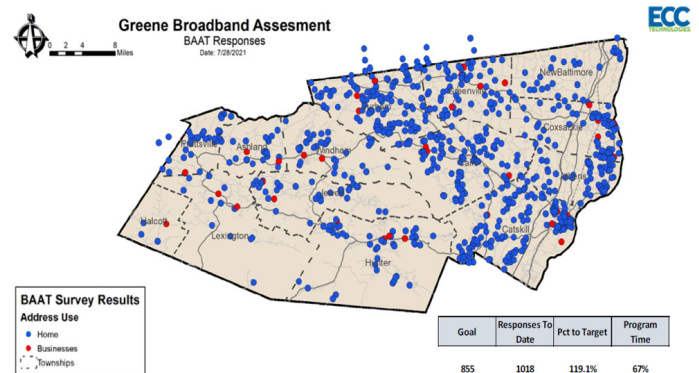 Greene Broadband Assesment
BAAT Responses
Date: 7/28/2021
ECC
TECHNOLOGIES
0 2 4 8
Miles
NewBaltimore
Greenville
Durham
Coxsackie
Prattsville
Ashland
Windham
Cairo
Athens
Jewett
Halcott
Lexington
Catskill
Hunter
BAAT Survey Results
Address Use
Home
Businesses
Townships
Goal Responses To Date Pct to Target Program Time
855 1018 119.1% 67%